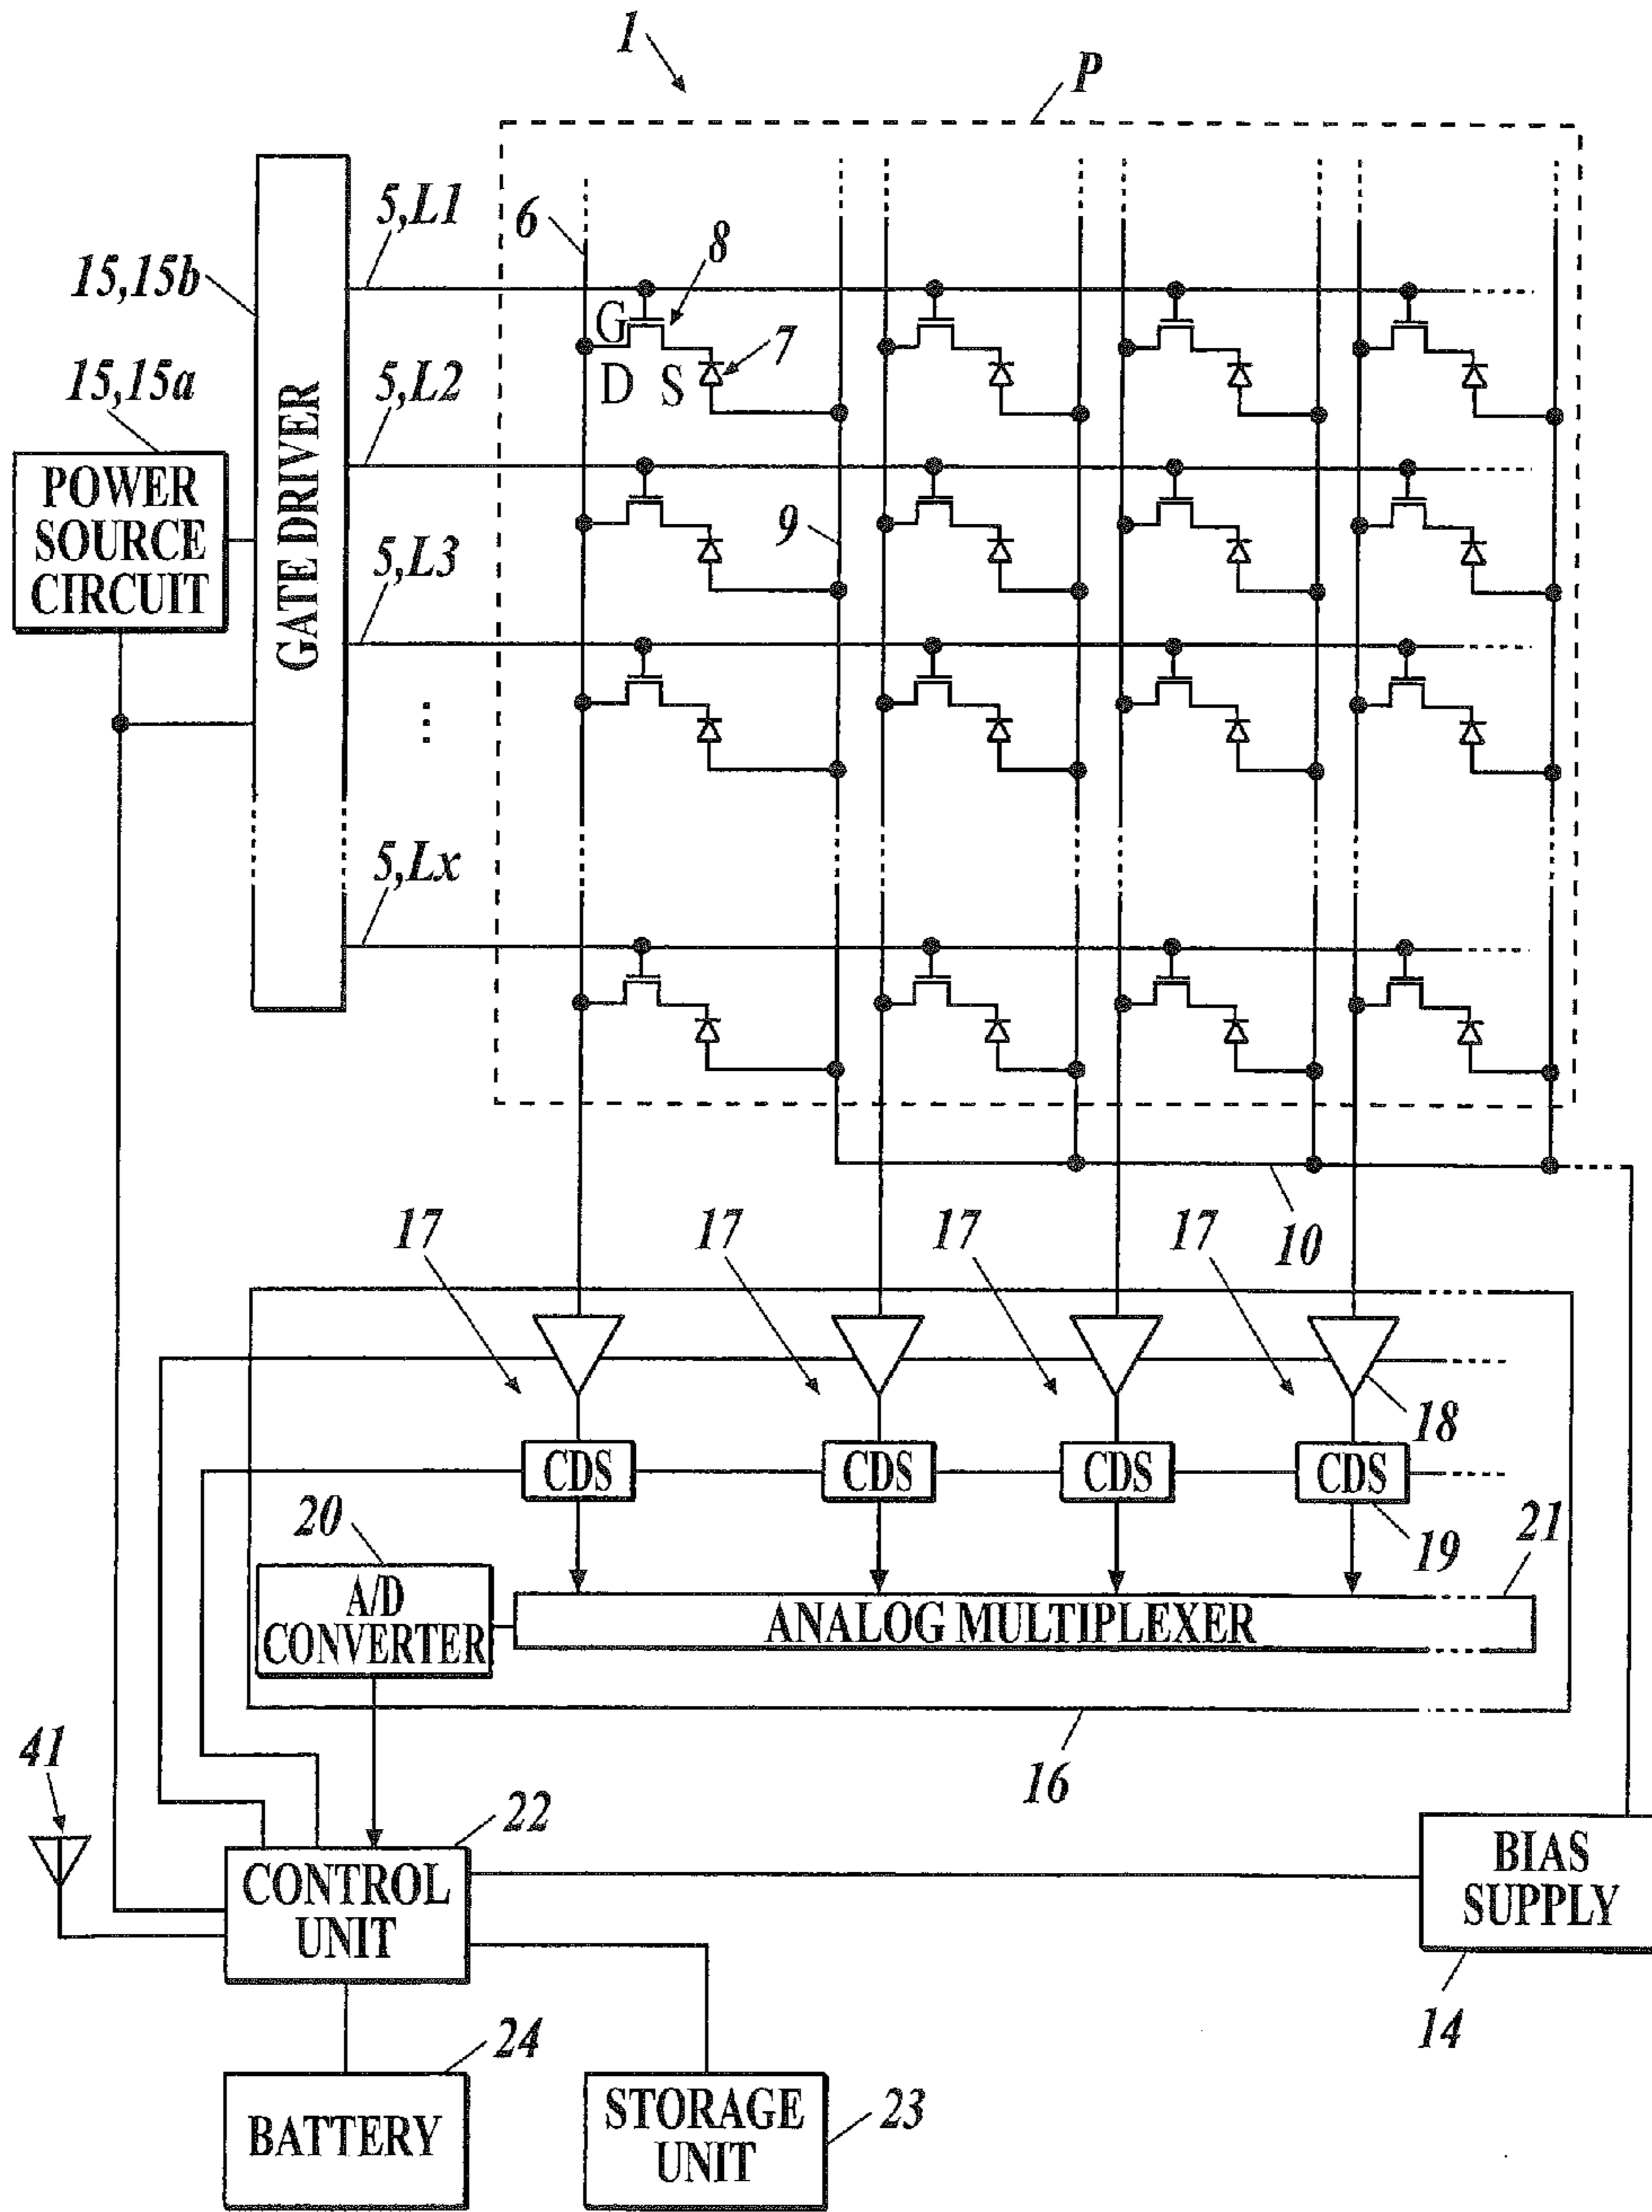 1
P
5,L1
6
8
15,15b
G
7
15,15a
5,L2
D S
POWER
SOURCE
CIRCUIT
GATE DRIVER
9
5,L3
5,Lx
17
17
17
17
10
18
CDS
CDS
CDS
CDS
20
19
21
A/D
CONVERTER
ANALOG MULTIPLEXER
41
16
22
CONTROL
UNIT
BIAS
SUPPLY
24
14
BATTERY
STORAGE
UNIT
23